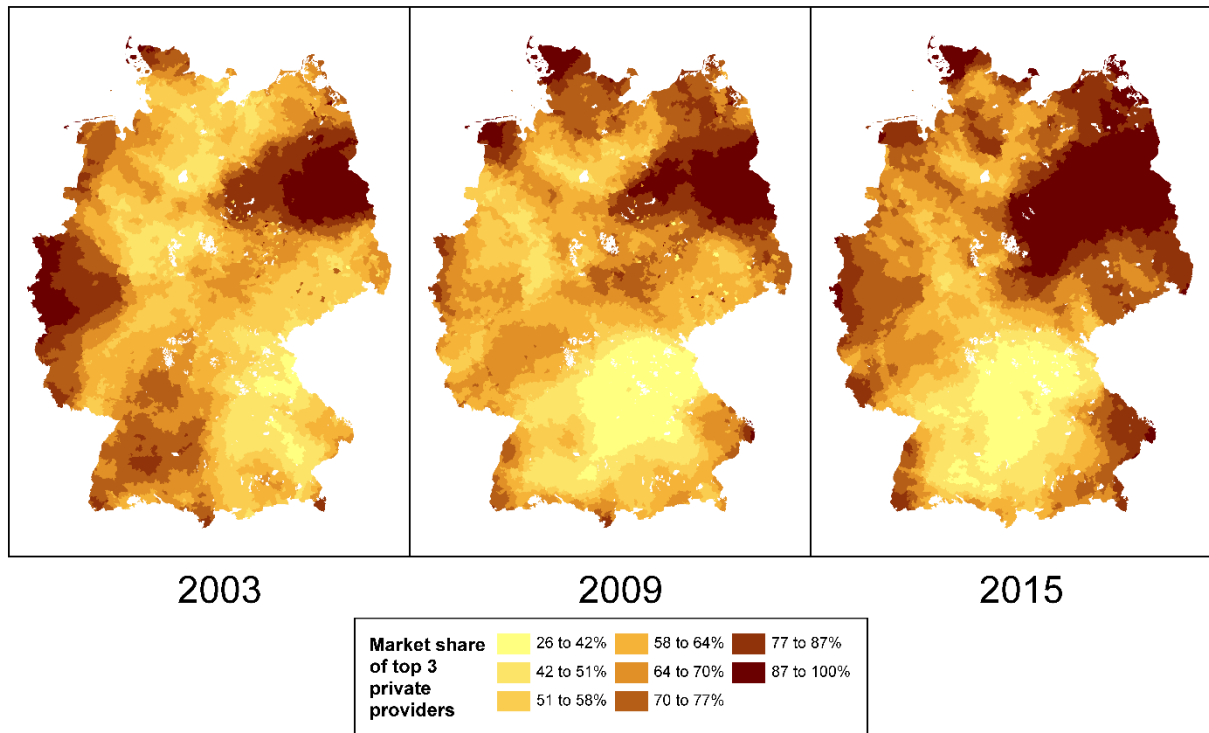 2003 2009 2015
Market share 26 to 42% 58 to 64% 77 to 87%
of top 3 42 to 51% 64 to 70% 87 to 100%
private
providers 51 to 58% 70 to 77%